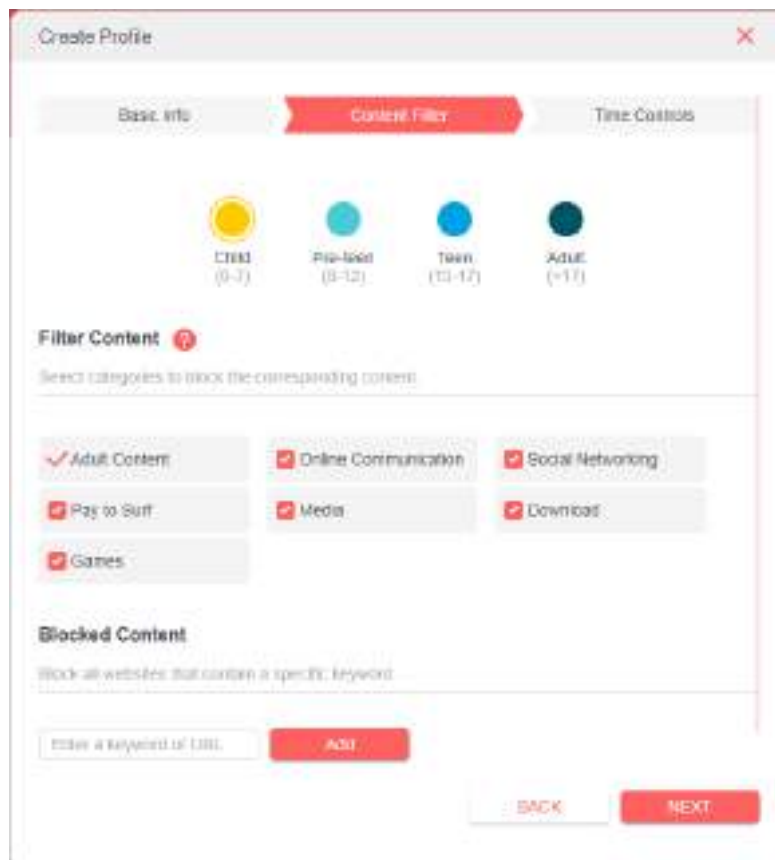 Create Profile
Basic Info
Content Filter
Time Controls
Child Pre-teen Teen Adult
(0-7) (8-12) (13-17) (>17)
Filter Content ?
Select categories to block the corresponding content.
Adult Content Online Communication Social Networking
Pay to Surf Media Download
Games
Blocked Content
Block all websites that contain a specific keyword.
Enter a keyword or URL Add
BACK NEXT